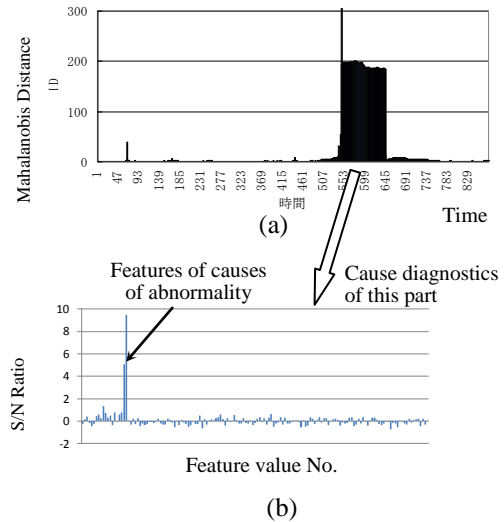 300
200
100
0
Mahalanobis Distance
1
47
93
139
185
231
277
323
369
415
461
507
553
599
645
691
737
783
829
時間
Time
(a)
Features of causes
of abnormality
Cause diagnostics
of this part
10
8
6
4
2
0
-2
S/N Ratio
Feature value No.
(b)